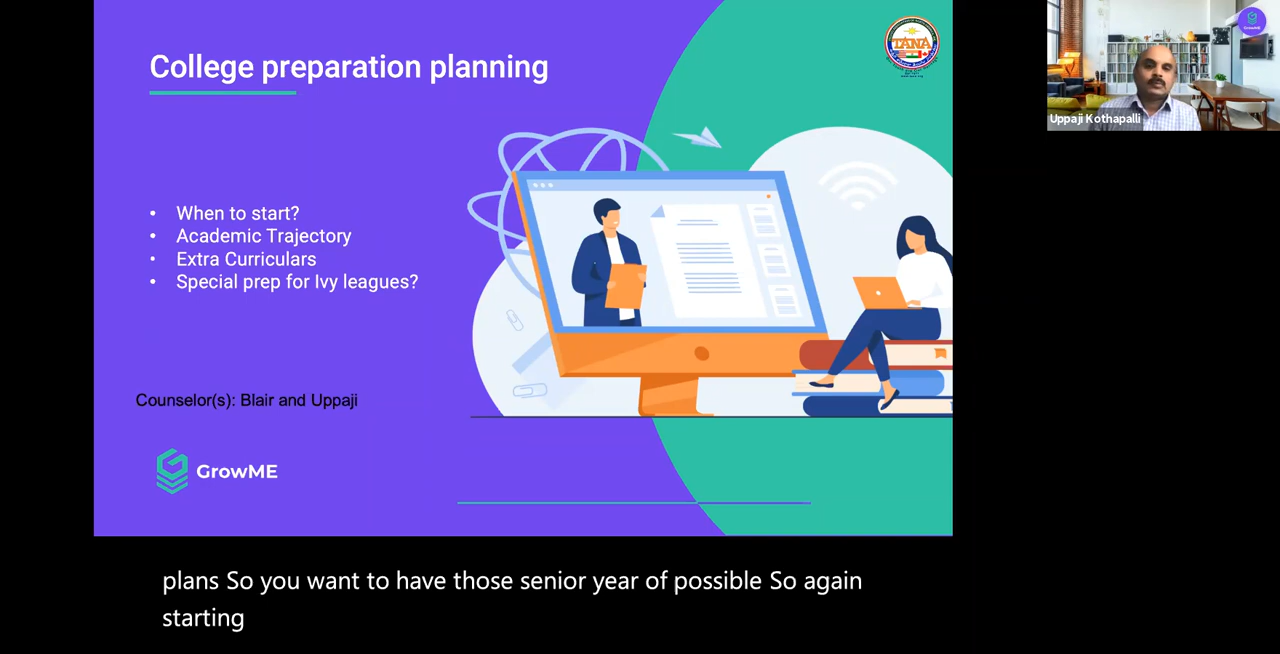 College preparation planning
TANA
Uppaji Kothapalli
• When to start?
• Academic Trajectory
• Extra Curriculars
• Special prep for Ivy leagues?
Counselor(s): Blair and Uppaji
GrowME
plans So you want to have those senior year of possible So again
starting